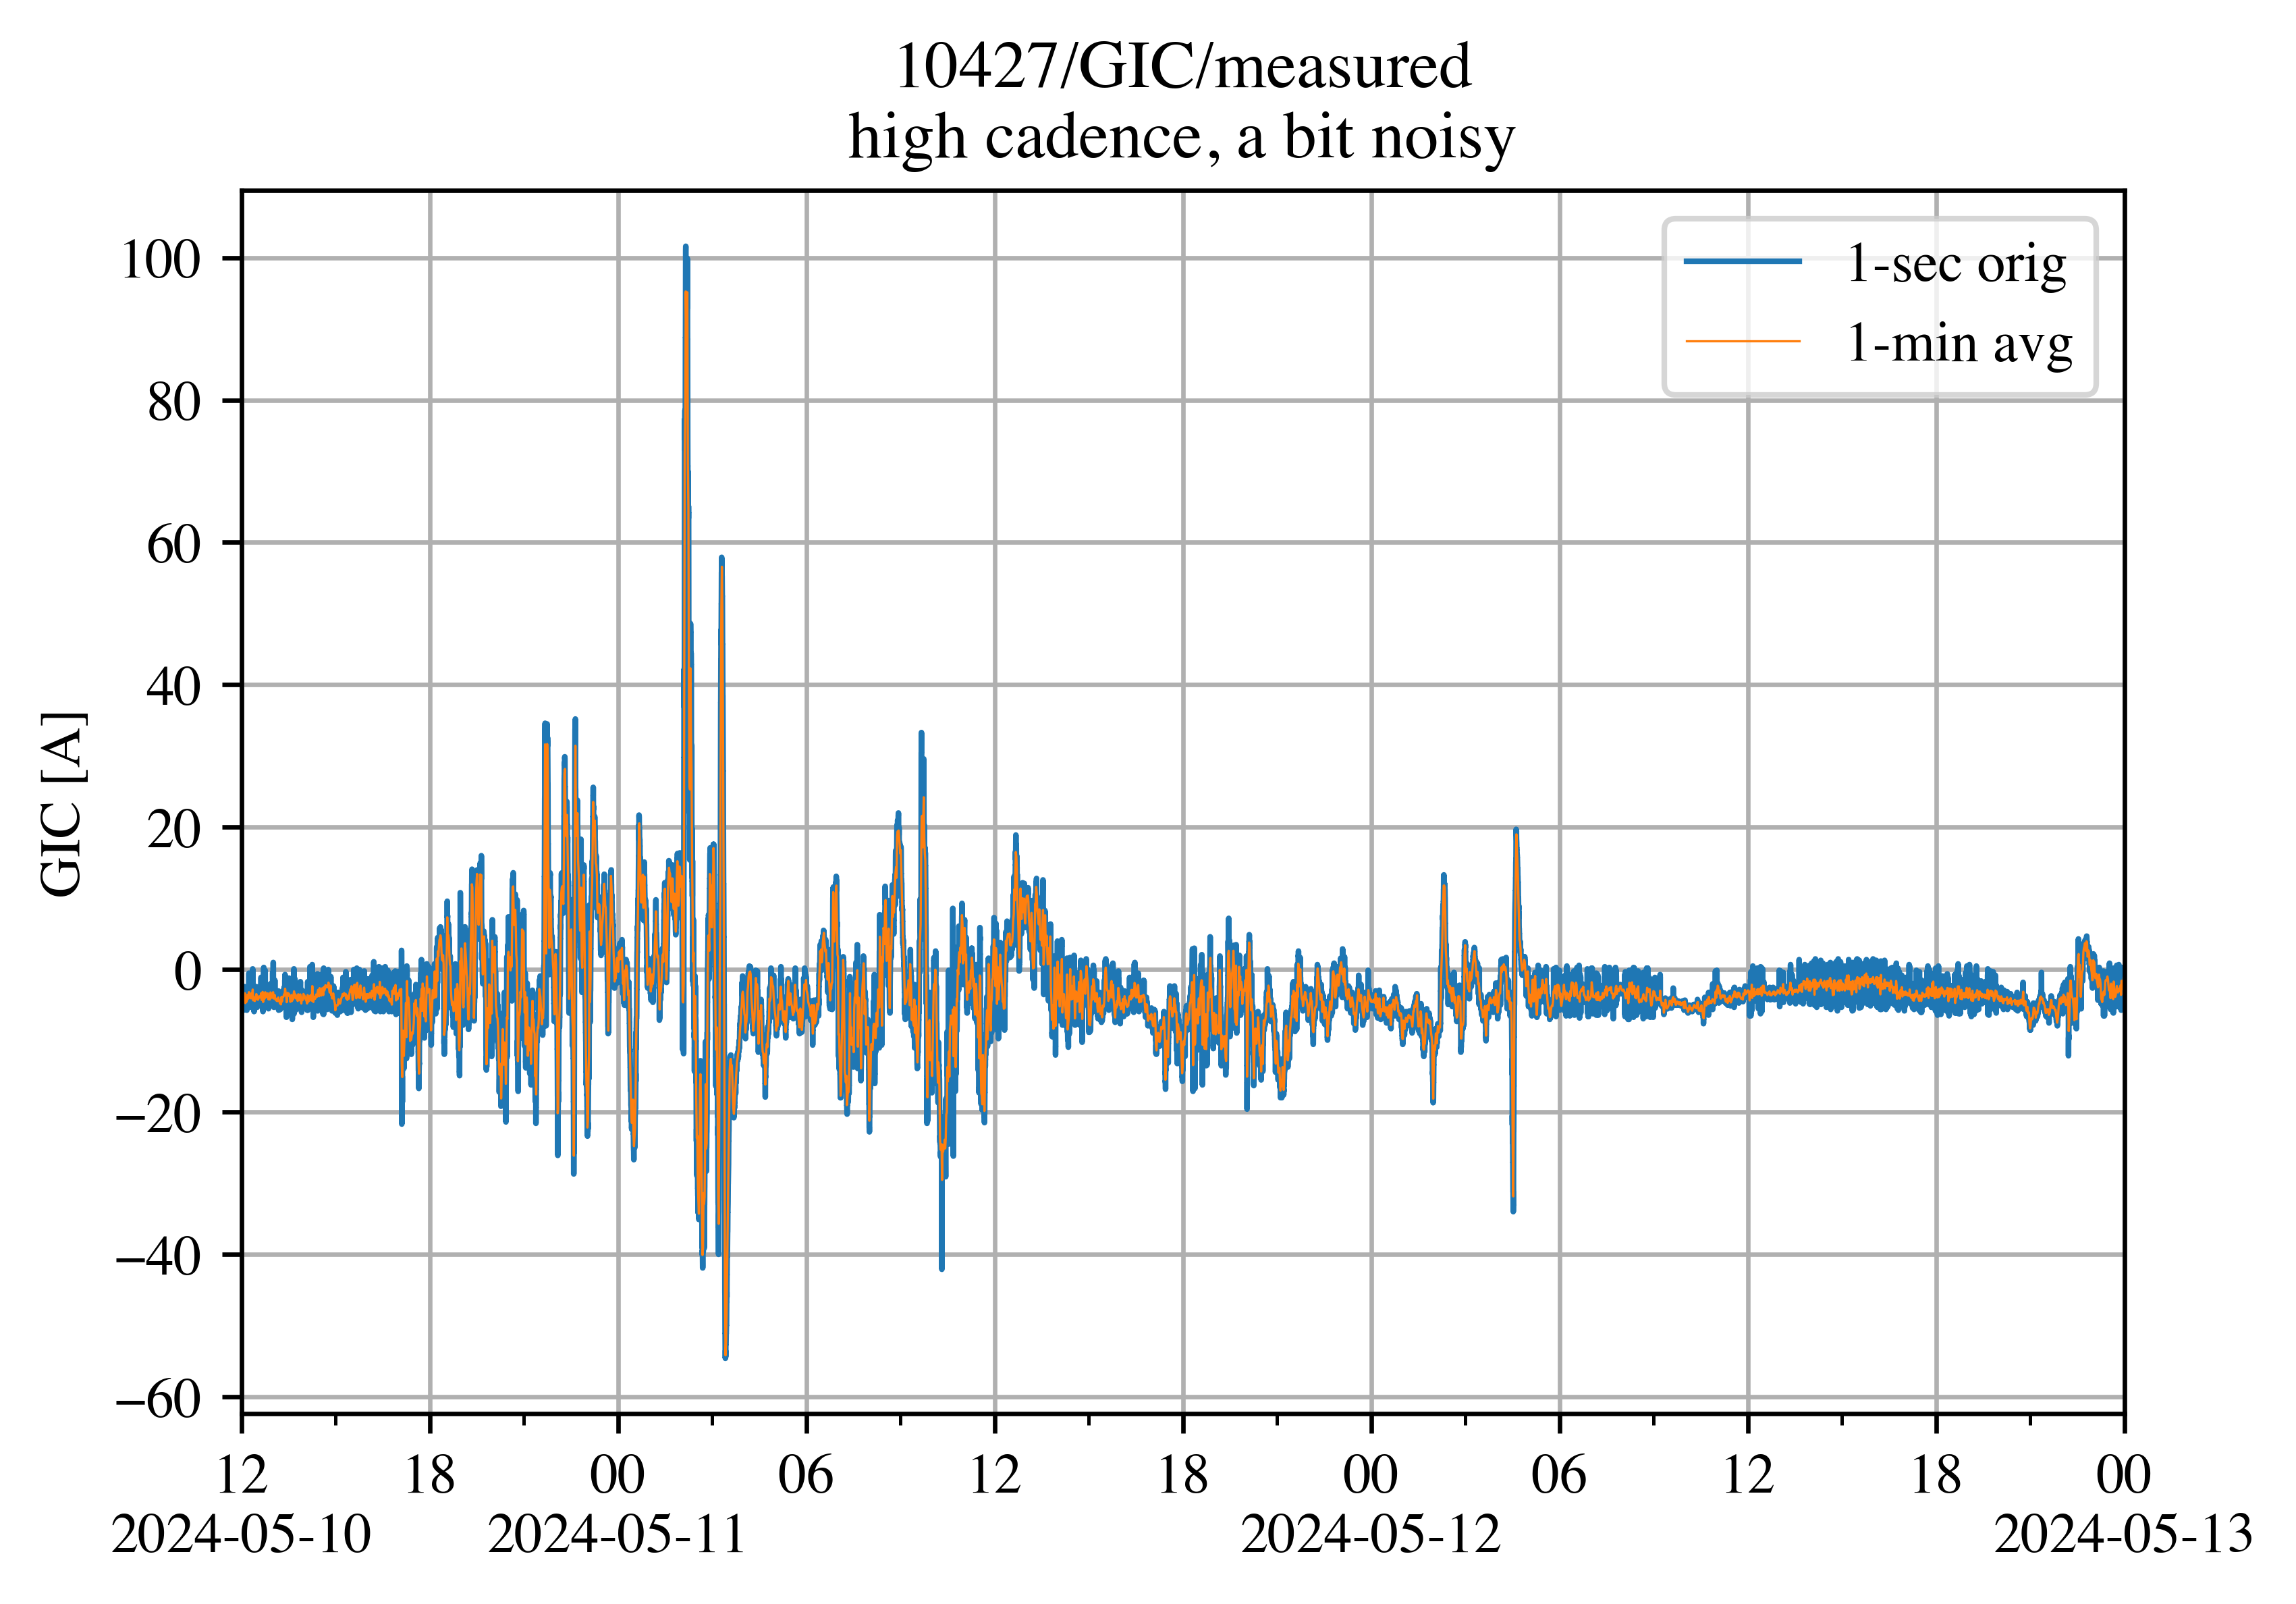 10427//GIC/measured
high cadence, a bit noisy
1-sec orig
1-min avg
GIC [A]
100
80
60
40
20
0
−20
−40
−60
12 18 00 06 12 18 00 06 12 18 00
2024-05-10 2024-05-11 2024-05-12 2024-05-13